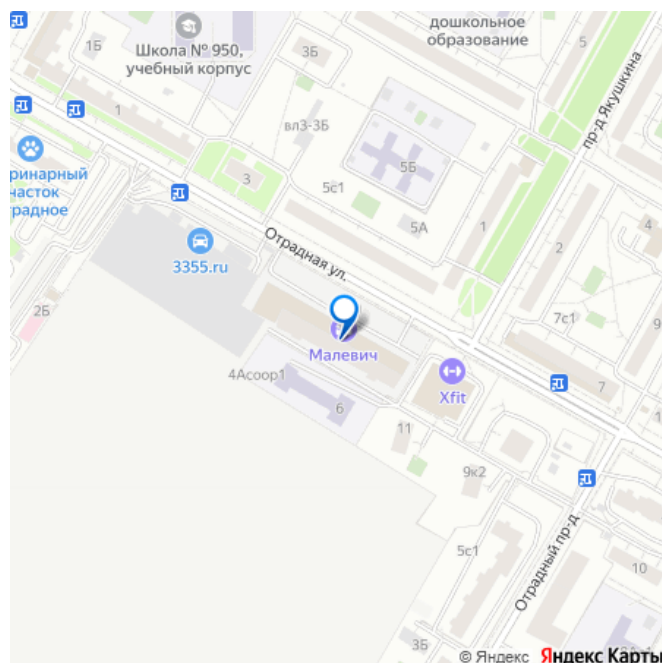 дошкольное
образование
1Б
Школа № 950,
учебный корпус
3Б
5
пр-д Якушкина
1
вл3-3Б
5Б
ринарный
насток
традное
3
5с1
5А
1
4
Отрадная ул.
2
3355.ru
2Б
7с1
9
Малевич
4Асоор1
Xfit
7
6
11
1
9к2
5с1
Отрадный пр-д
10
3Б
© Яндекс Яндекс Карты